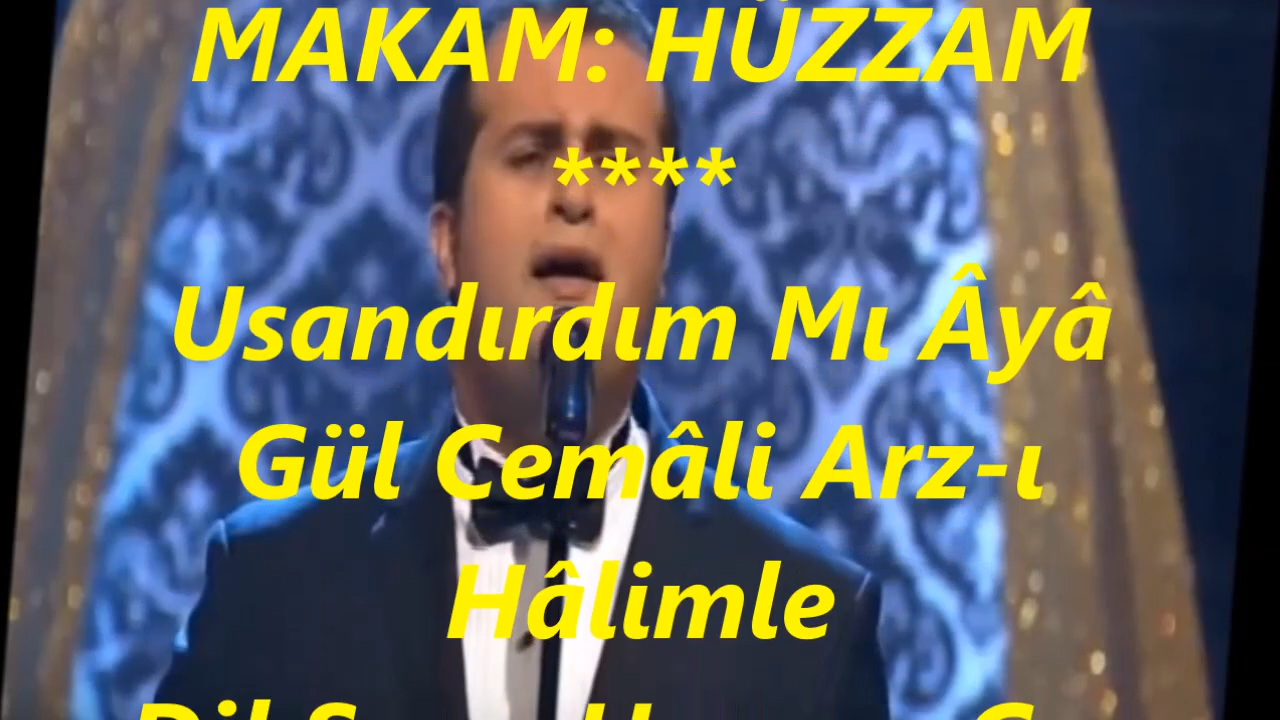 MAKAM: HÜZZAM
****
Usandırdım Mı Âyâ
Gül Cemâli Arz-ı
Hâlimle